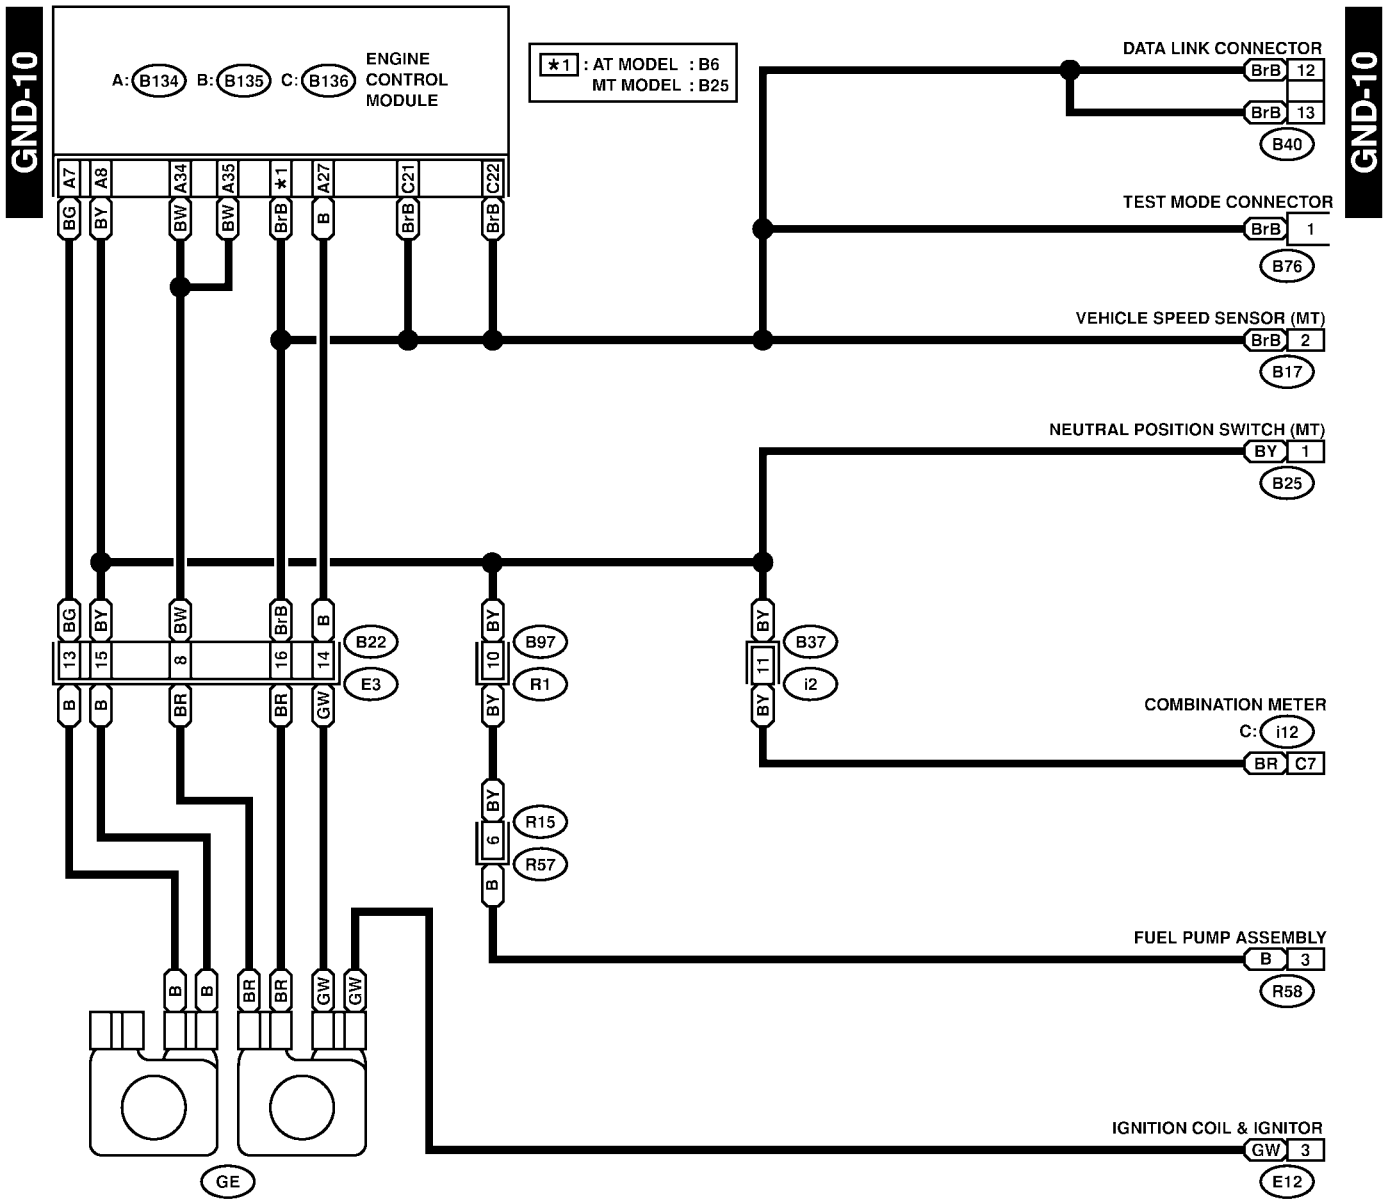 GND-10
A: B134 B: B135 C: B136
ENGINE
CONTROL
MODULE
*1 : AT MODEL : B6
MT MODEL : B25
GND-10
A7 A8 A34 A35 *1 A27 C21 C22
BG BY BW BW BrB B BrB BrB
DATA LINK CONNECTOR
BrB 12
BrB 13
B40
TEST MODE CONNECTOR
BrB 1
B76
VEHICLE SPEED SENSOR (MT)
BrB 2
B17
NEUTRAL POSITION SWITCH (MT)
BY 1
B25
BG BY BW BrB B BY BY
13 15 8 16 14 B22 10 B97 11 B37
E3 R1 i2
B B BR BR GW BY BY
COMBINATION METER
C: i12
BR C7
BY
6 R15
R57
B
FUEL PUMP ASSEMBLY
B 3
R58
B B BR BR GW GW
IGNITION COIL & IGNITOR
GW 3
E12
GE